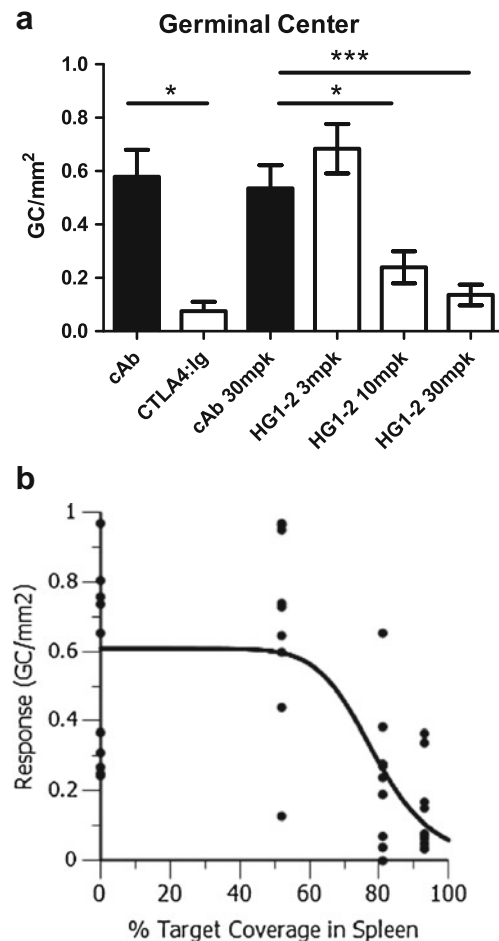 a
Germinal Center
1.0
0.8
0.6
0.4
0.2
0.0
GC/mm²
*
*
***
cAb
CTLA4:Ig
cAb 30mpk
HG1-2 3mpk
HG1-2 10mpk
HG1-2 30mpk
b
1
0.8
0.6
0.4
0.2
0
Response (GC/mm2)
0 20 40 60 80 100
% Target Coverage in Spleen